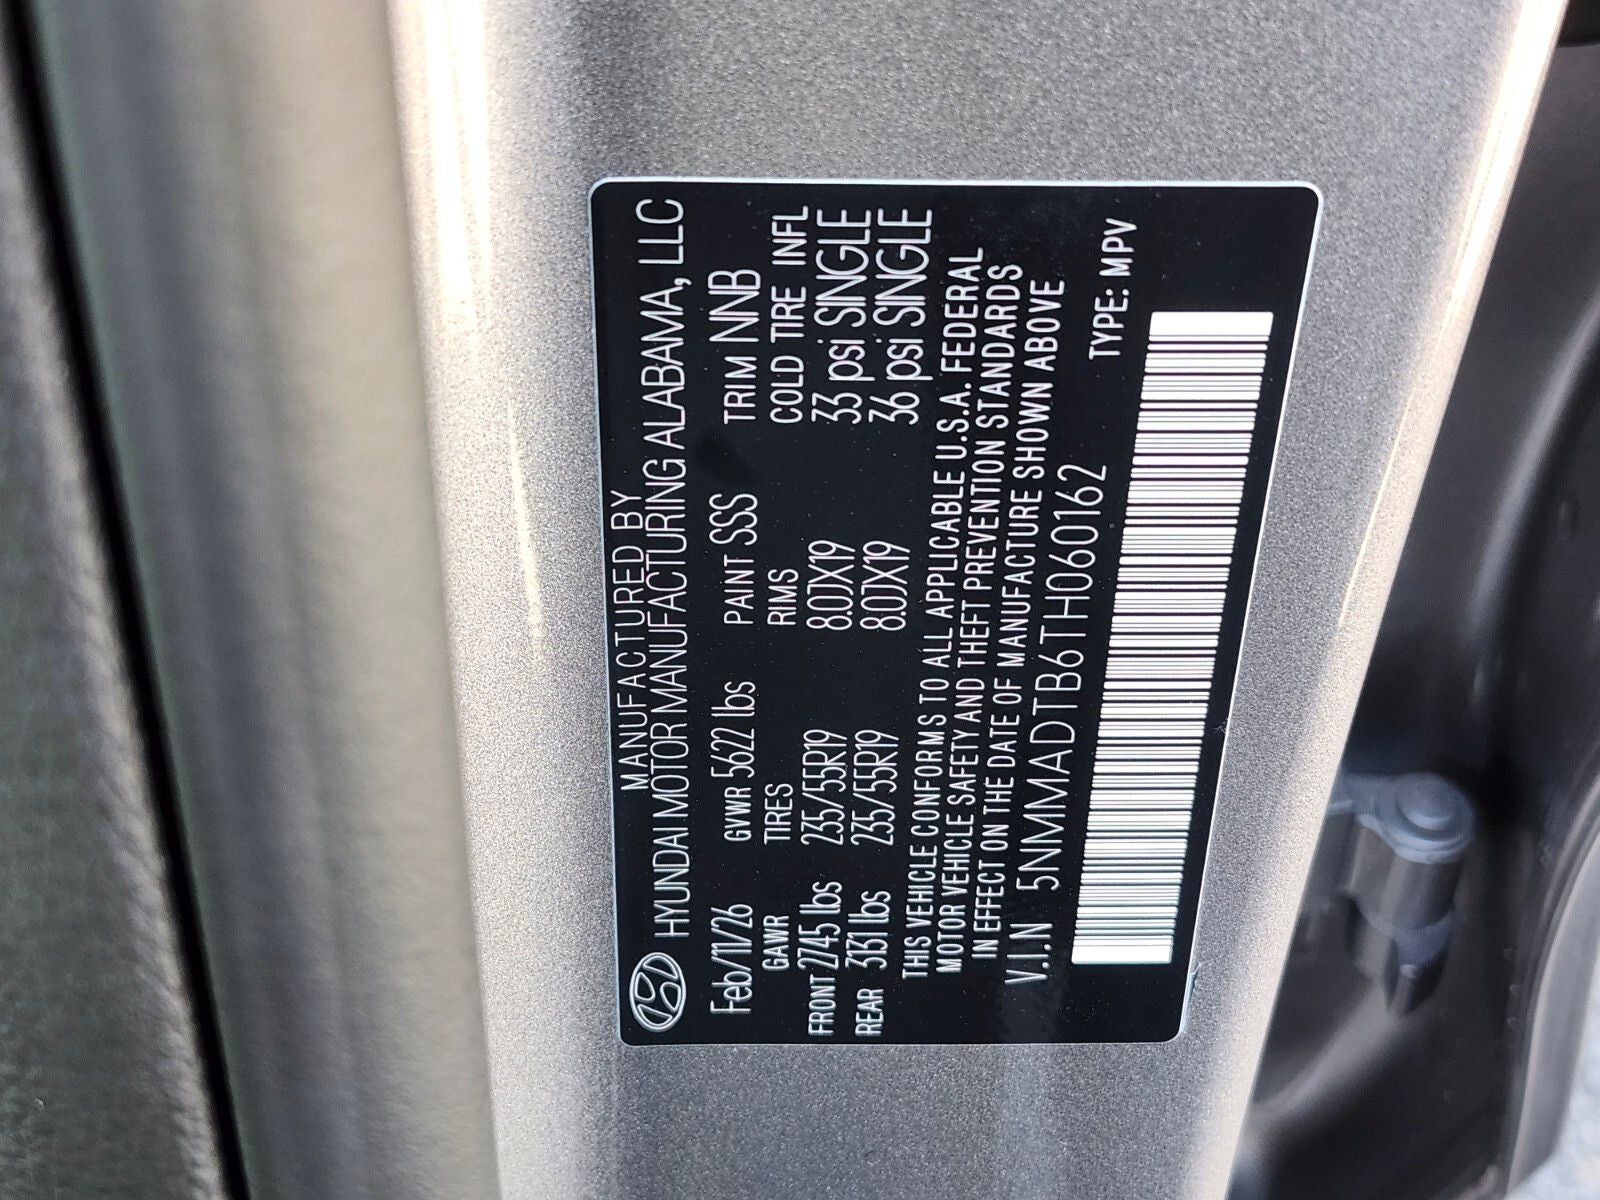 MANUFACTURED BY
HYUNDAI MOTOR MANUFACTURING ALABAMA, LLC
Feb/11/26 GVWR 5622 lbs PAINT SSS TRIM NNB
GAWR TIRES RIMS COLD TIRE INFL
FRONT 2745 lbs 235/55R19 8.0JX19 33 psi SINGLE
REAR 3131 lbs 235/55R19 8.0JX19 36 psi SINGLE
THIS VEHICLE CONFORMS TO ALL APPLICABLE U.S.A. FEDERAL
MOTOR VEHICLE SAFETY AND THEFT PREVENTION STANDARDS
IN EFFECT ON THE DATE OF MANUFACTURE SHOWN ABOVE
V.I.N 5NMMADTB6TH060162 TYPE: MPV